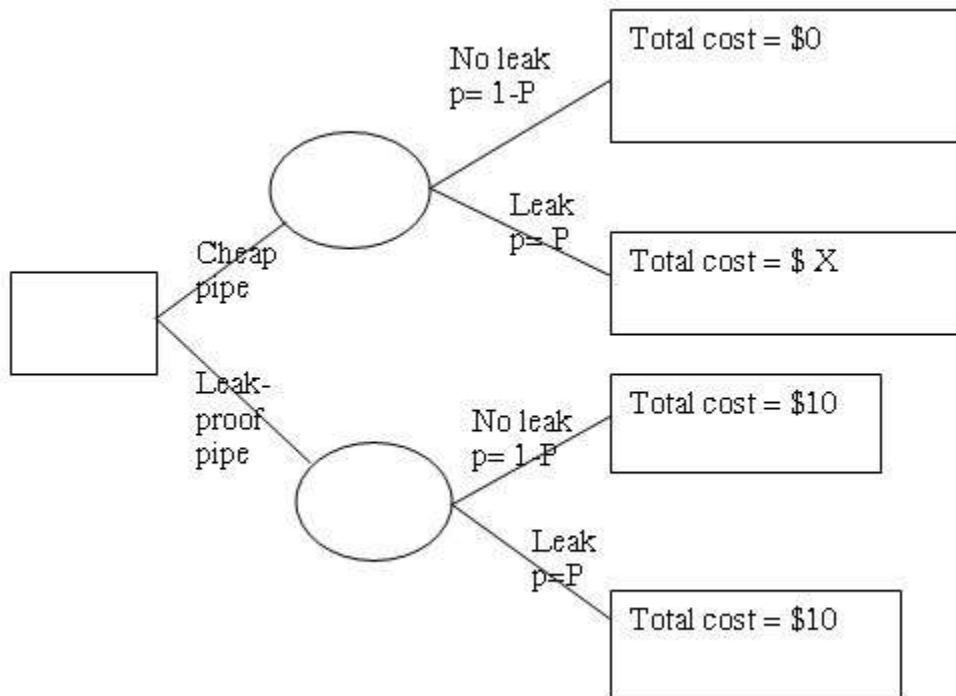 Total cost = $0
No leak
p= 1-P
Leak
p= P
Total cost = $ X
Cheap
pipe
Leak-
proof
pipe
Total cost = $10
No leak
p= 1-P
Leak
p=P
Total cost = $10